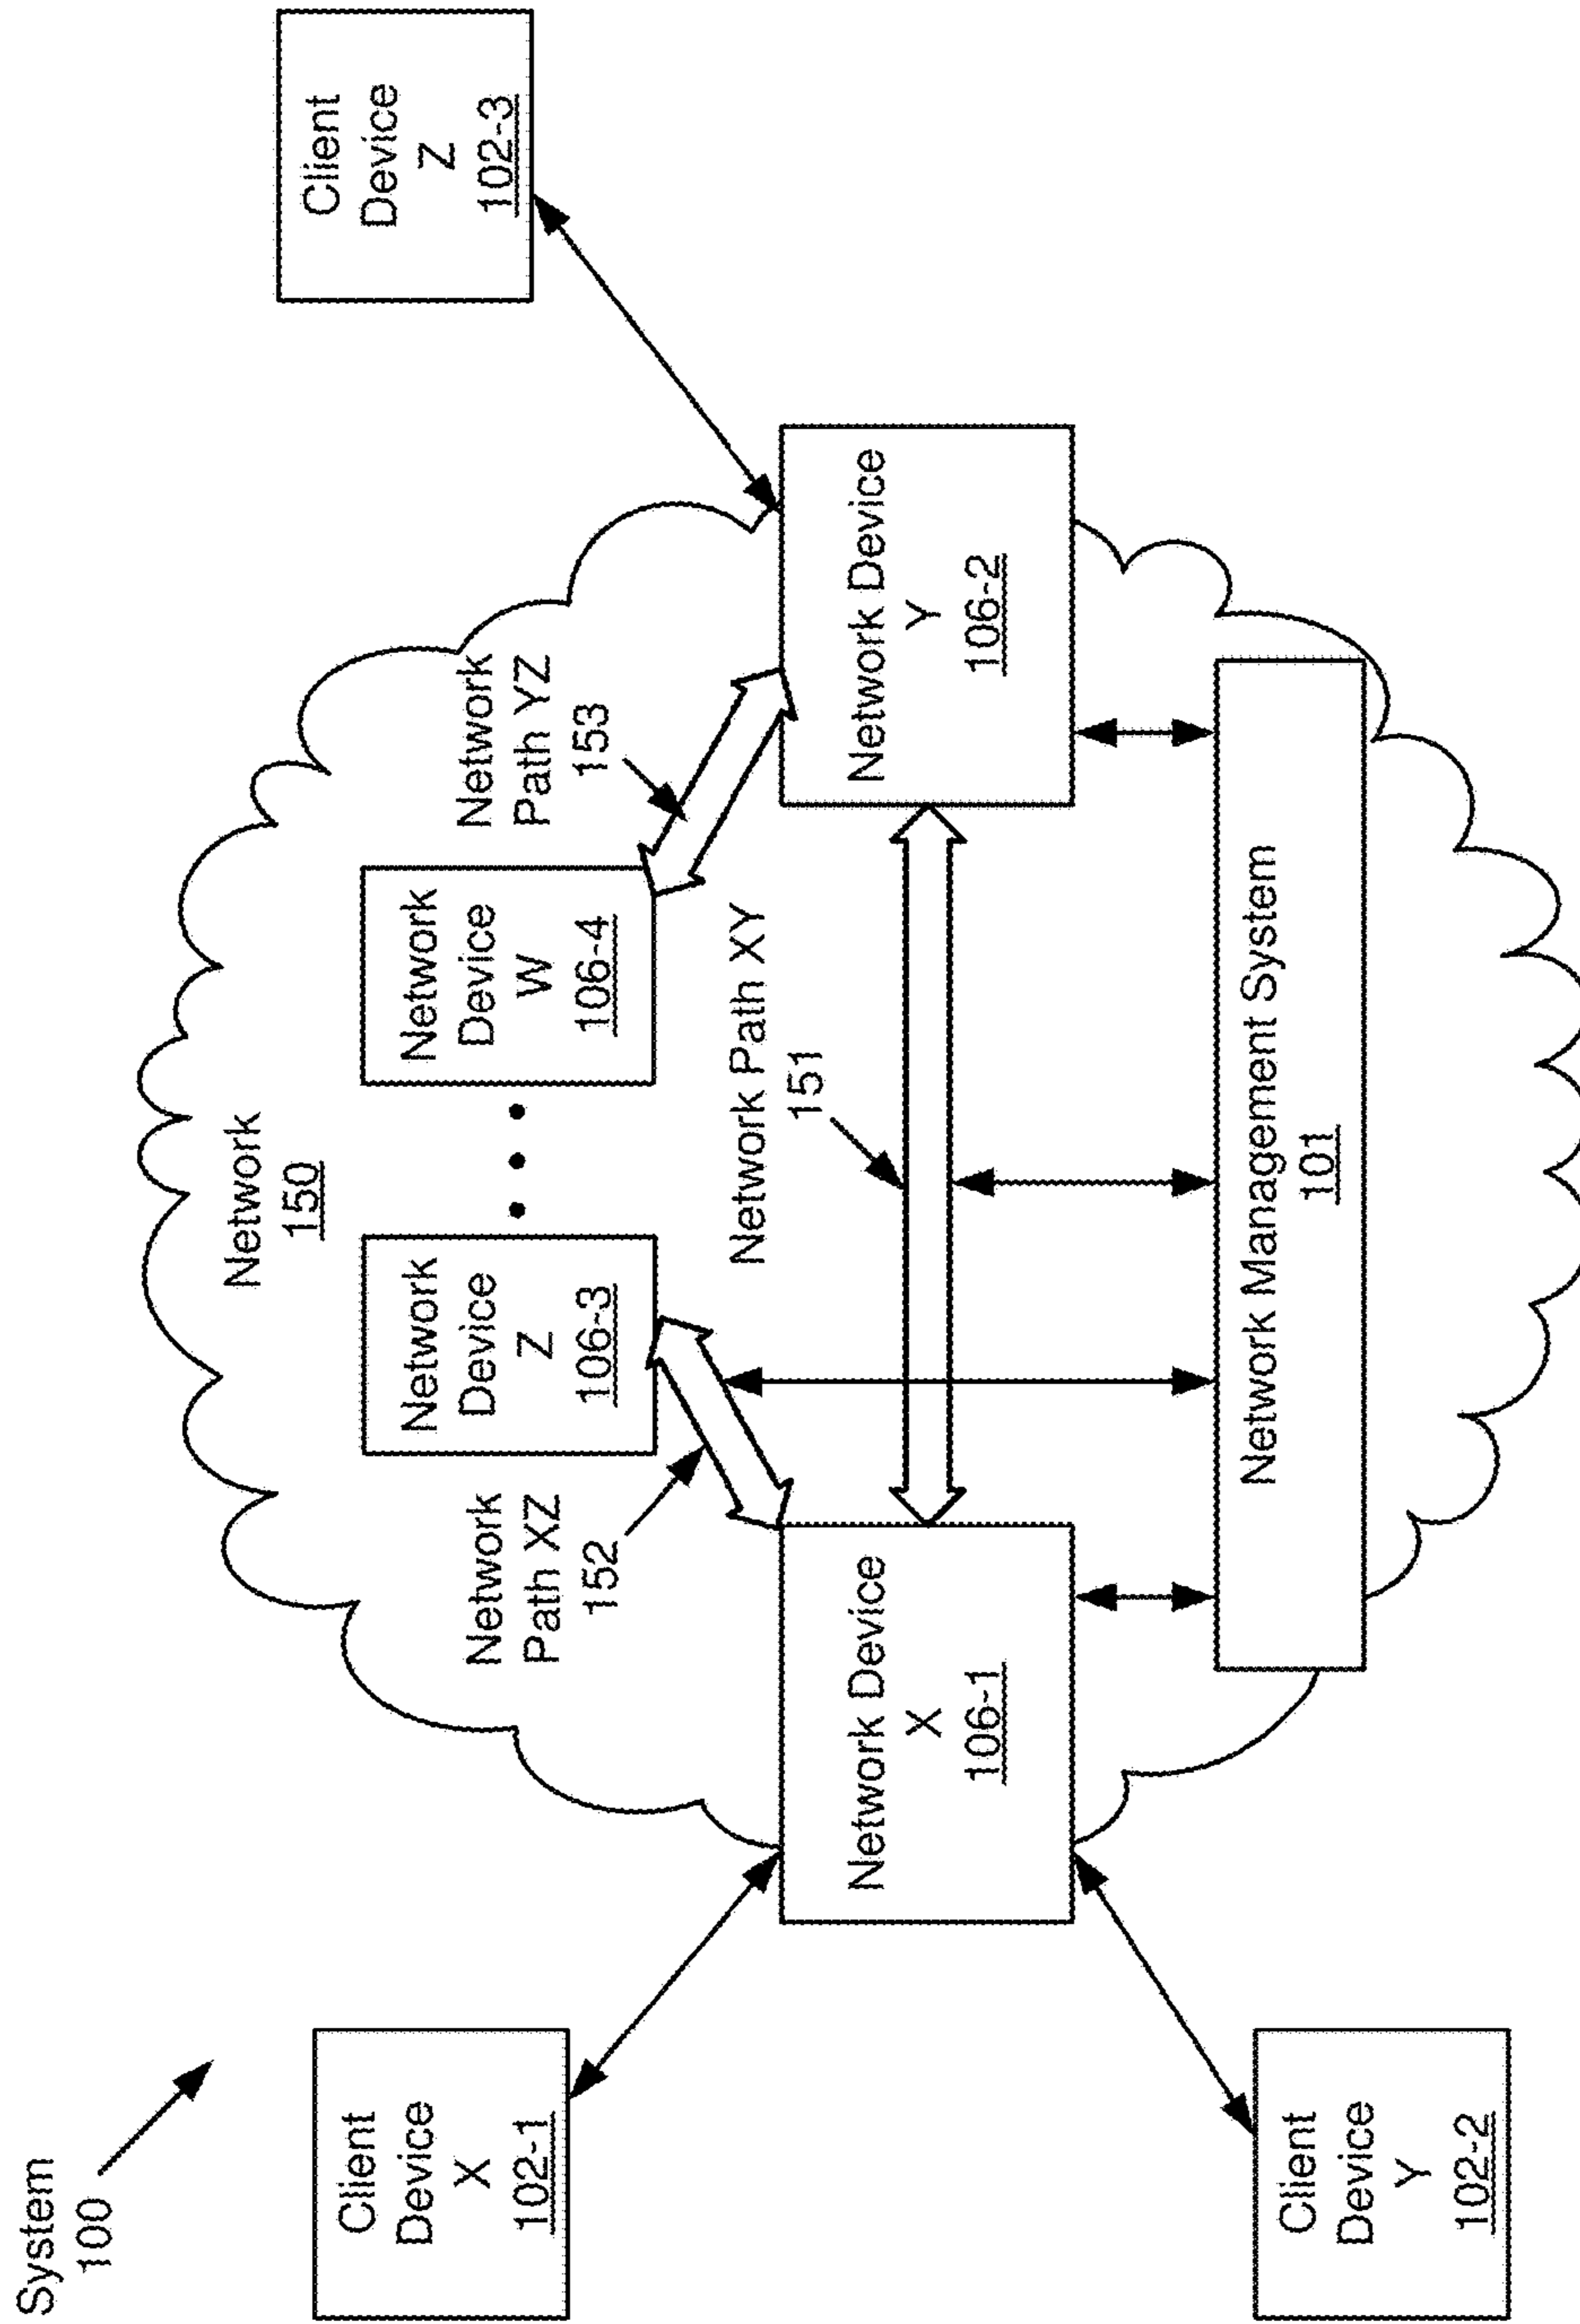 System
100
Client
Device
X
102-1
Client
Device
Y
102-2
Network
150
Network
Path XZ
152
Network
Device
Z
106-3
Network
Device
W
106-4
Network
Path YZ
153
Network Path XY
151
Network Device
X
106-1
Network Device
Y
106-2
Network Management System
101
Client
Device
Z
102-3